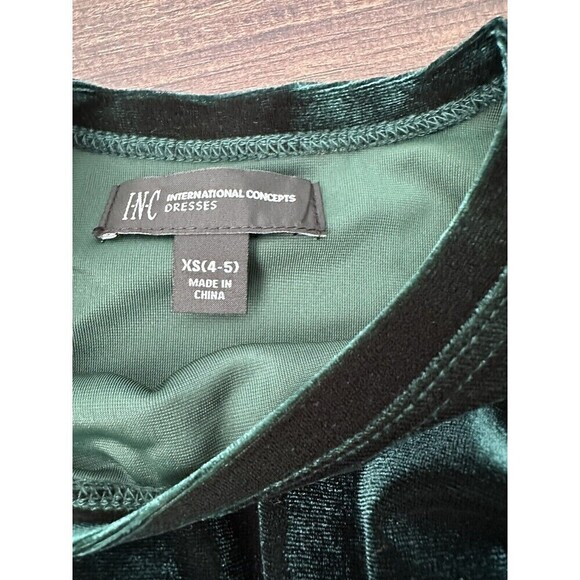 I·N·C INTERNATIONAL CONCEPTS
DRESSES
XS(4-5)
MADE IN
CHINA